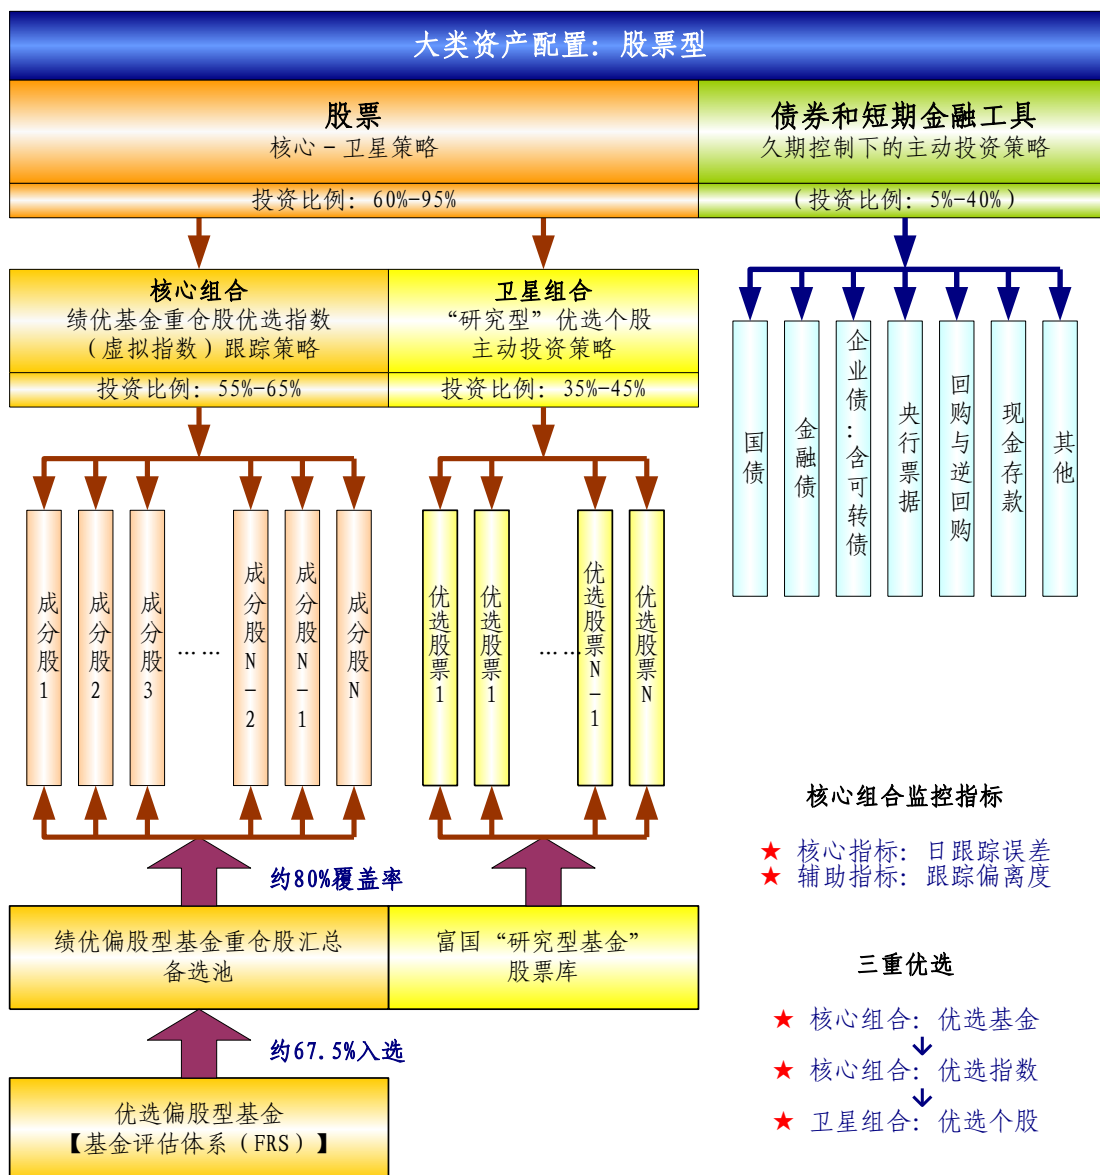 大类资产配置：股票型
股票
核心－卫星策略
投资比例：60%-95%
债券和短期金融工具
久期控制下的主动投资策略
（投资比例：5%-40%）
核心组合
绩优基金重仓股优选指数
（虚拟指数）跟踪策略
投资比例：55%-65%
卫星组合
“研究型”优选个股
主动投资策略
投资比例：35%-45%
国债
金融债
企业债：含可转债
央行票据
回购与逆回购
现金存款
其他
成分股1
成分股2
成分股3
……
成分股N-2
成分股N-1
成分股N
优选股票1
优选股票1
……
优选股票N-1
优选股票N
约80%覆盖率
绩优偏股型基金重仓股汇总
备选池
富国“研究型基金”
股票库
约67.5%入选
优选偏股型基金
【基金评估体系（FRS）】
核心组合监控指标
★ 核心指标：日跟踪误差
★ 辅助指标：跟踪偏离度
三重优选
★ 核心组合：优选基金
★ 核心组合：优选指数
★ 卫星组合：优选个股